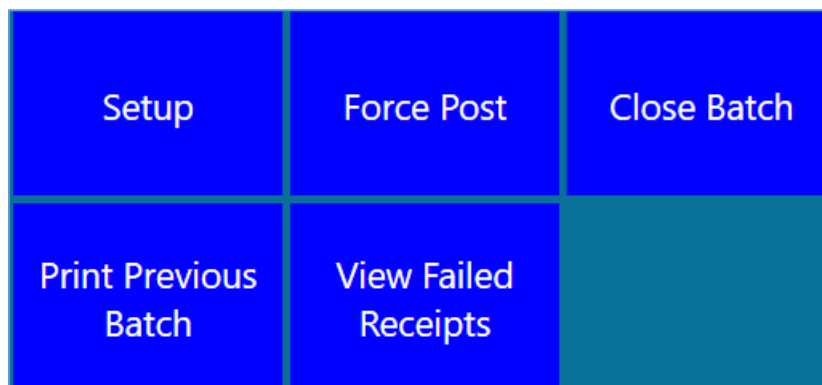 Setup
Force Post
Close Batch
Print Previous
Batch
View Failed
Receipts